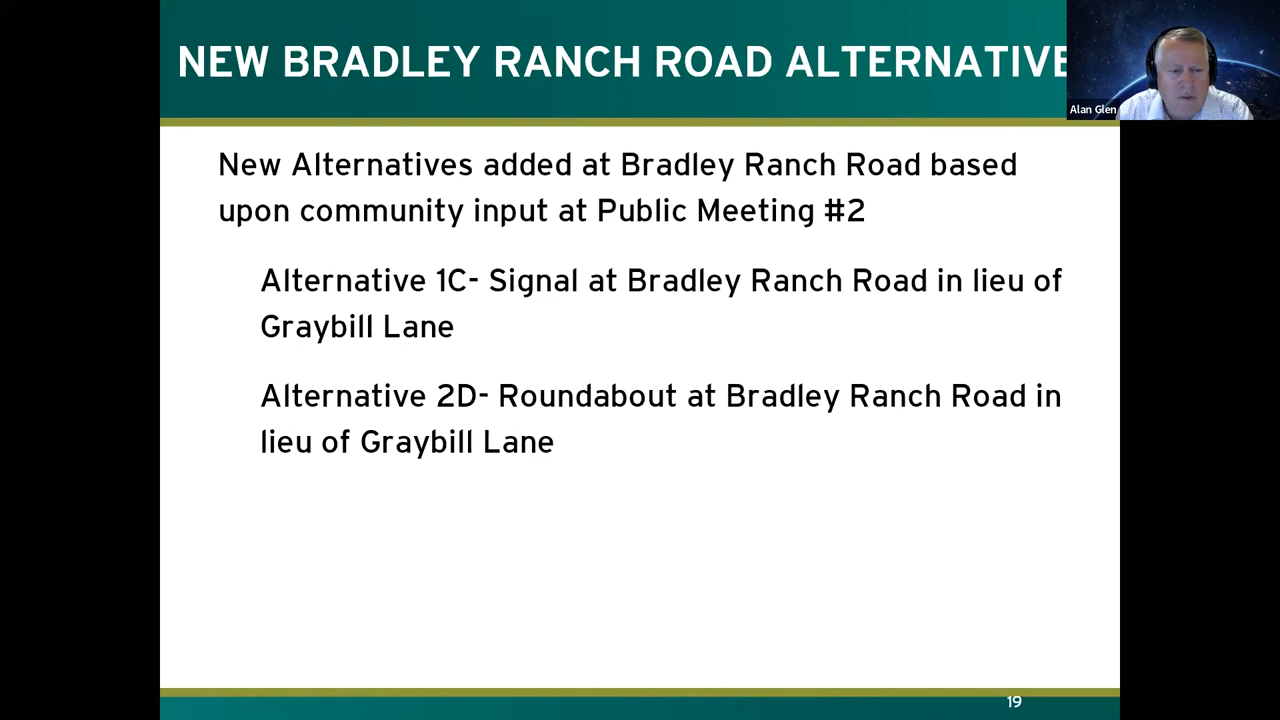 NEW BRADLEY RANCH ROAD ALTERNATIVE
Alan Glen
New Alternatives added at Bradley Ranch Road based
upon community input at Public Meeting #2
Alternative 1C- Signal at Bradley Ranch Road in lieu of
Graybill Lane
Alternative 2D- Roundabout at Bradley Ranch Road in
lieu of Graybill Lane
19